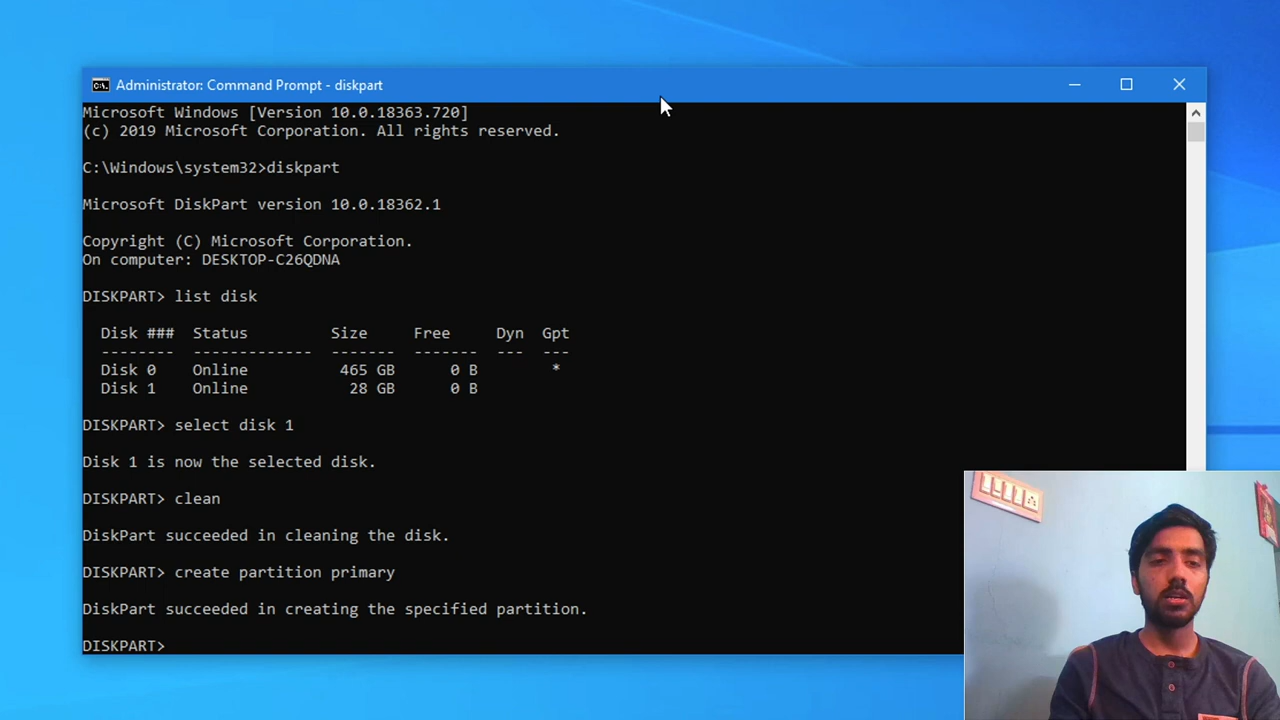 Administrator: Command Prompt - diskpart
Microsoft Windows [Version 10.0.18363.720]
(c) 2019 Microsoft Corporation. All rights reserved.
C:\Windows\system32>diskpart
Microsoft DiskPart version 10.0.18362.1
Copyright (C) Microsoft Corporation.
On computer: DESKTOP-C26QDNA
DISKPART> list disk
Disk ### Status Size Free Dyn Gpt
-------- ------------- ------- ------- --- ---
Disk 0 Online 465 GB 0 B *
Disk 1 Online 28 GB 0 B
DISKPART> select disk 1
Disk 1 is now the selected disk.
DISKPART> clean
DiskPart succeeded in cleaning the disk.
DISKPART> create partition primary
DiskPart succeeded in creating the specified partition.
DISKPART>